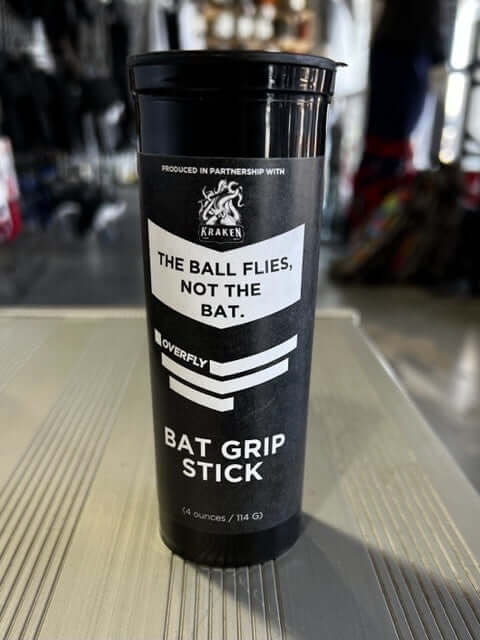 PRODUCED IN PARTNERSHIP WITH
KRAKEN
THE BALL FLIES,
NOT THE
BAT.
OVERFLY
BAT GRIP
STICK
(4 ounces / 114 G)